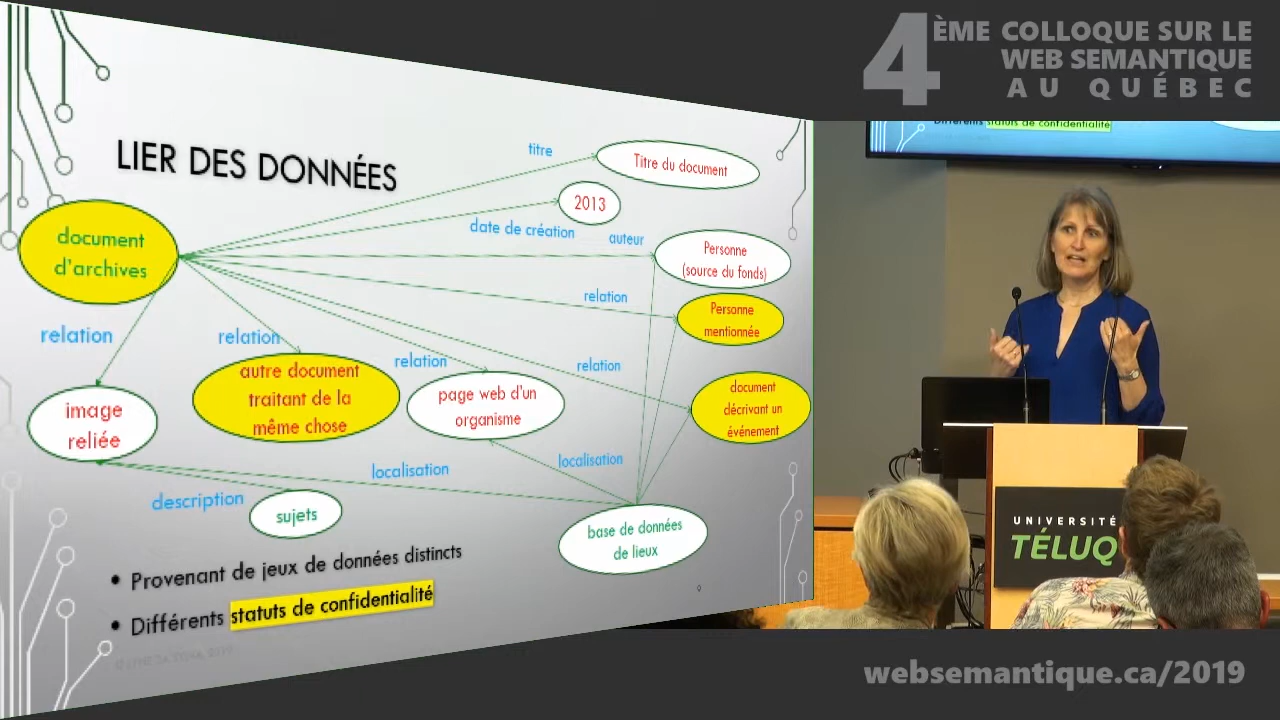 4ÈME COLLOQUE SUR LE
WEB SEMANTIQUE
AU QUÉBEC
LIER DES DONNÉES
titre
Titre du document
2013
date de création
auteur
Personne
(source du fonds)
document
d'archives
relation
Personne
mentionnée
relation
relation
relation
relation
autre document
traitant de la
même chose
page web d'un
organisme
document
décrivant un
événement
image
reliée
localisation
localisation
description
sujets
base de données
de lieux
• Provenant de jeux de données distincts
• Différents statuts de confidentialité
Différents statuts de confidentialité
UNIVERSITÉ
TÉLUQ
websemantique.ca/2019